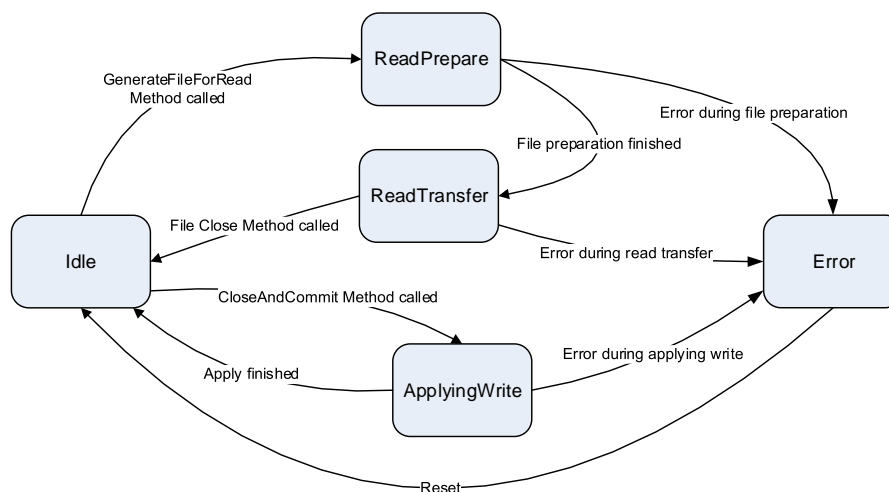 ReadPrepare
GenerateFileForRead
Method called
Error during file preparation
File preparation finished
ReadTransfer
File Close Method called
Error during read transfer
Idle
Error
CloseAndCommit Method called
Error during applying write
Apply finished
ApplyingWrite
Reset